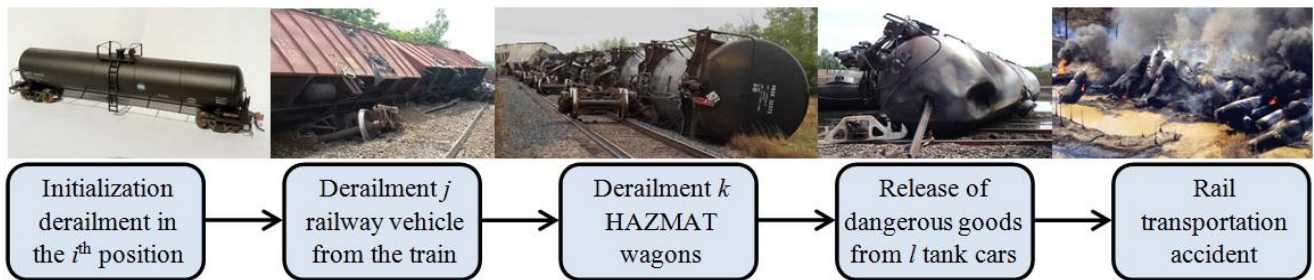 Initialization
derailment in
the iᵗʰ position
Derailment j
railway vehicle
from the train
Derailment k
HAZMAT
wagons
Release of
dangerous goods
from l tank cars
Rail
transportation
accident